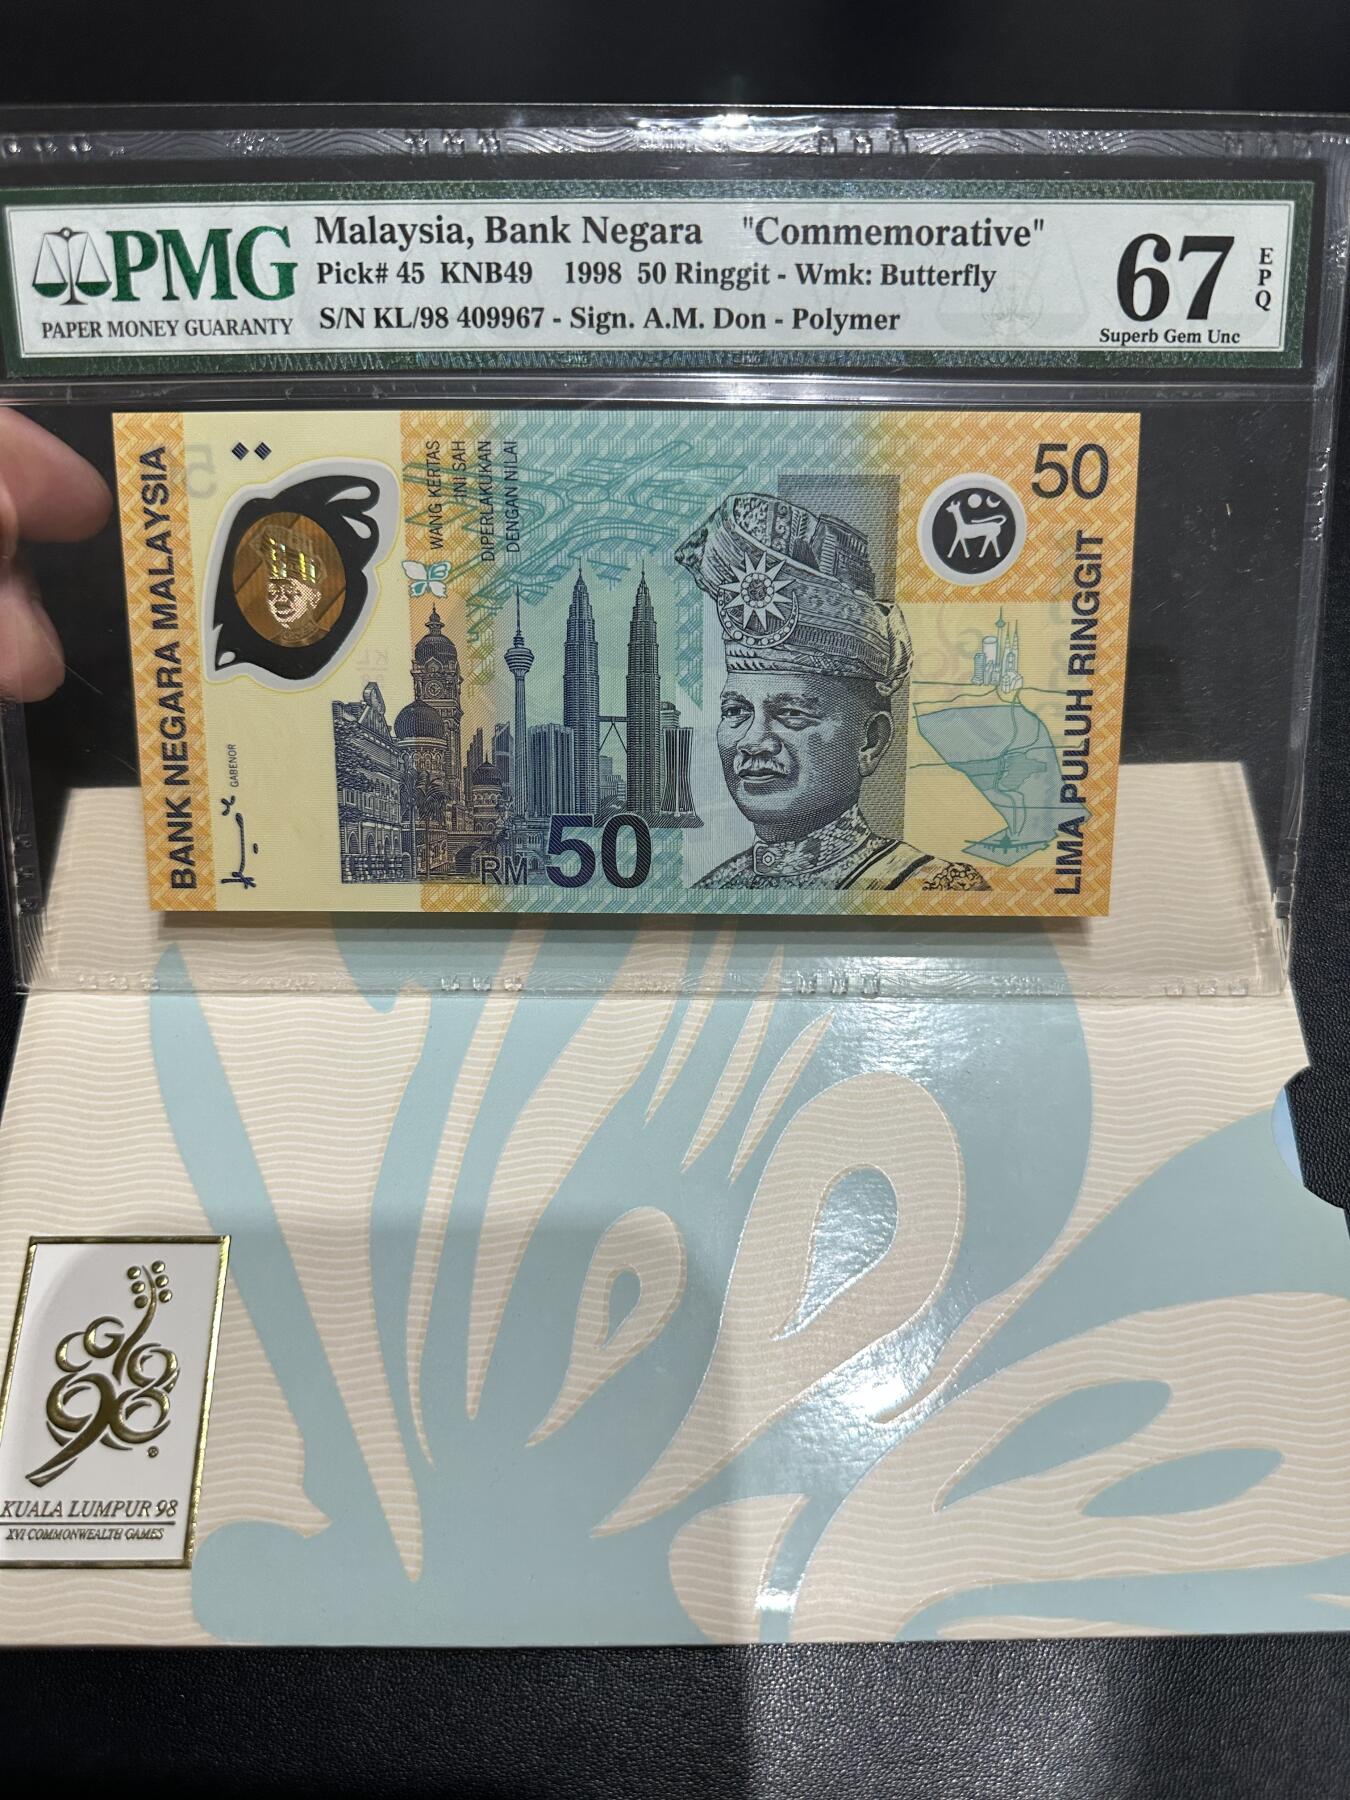 PMG
PAPER MONEY GUARANTY
Malaysia, Bank Negara "Commemorative"
Pick# 45 KNB49 1998 50 Ringgit - Wmk: Butterfly
S/N KL/98 409967 - Sign. A.M. Don - Polymer
67
EPQ
Superb Gem Unc
BANK NEGARA MALAYSIA
GABENOR
WANG KERTAS
INI SAH
DIPERLAKUKAN
DENGAN NILAI
RM 50
50
LIMA PULUH RINGGIT
KL
98
KUALA LUMPUR 98
XVI COMMONWEALTH GAMES